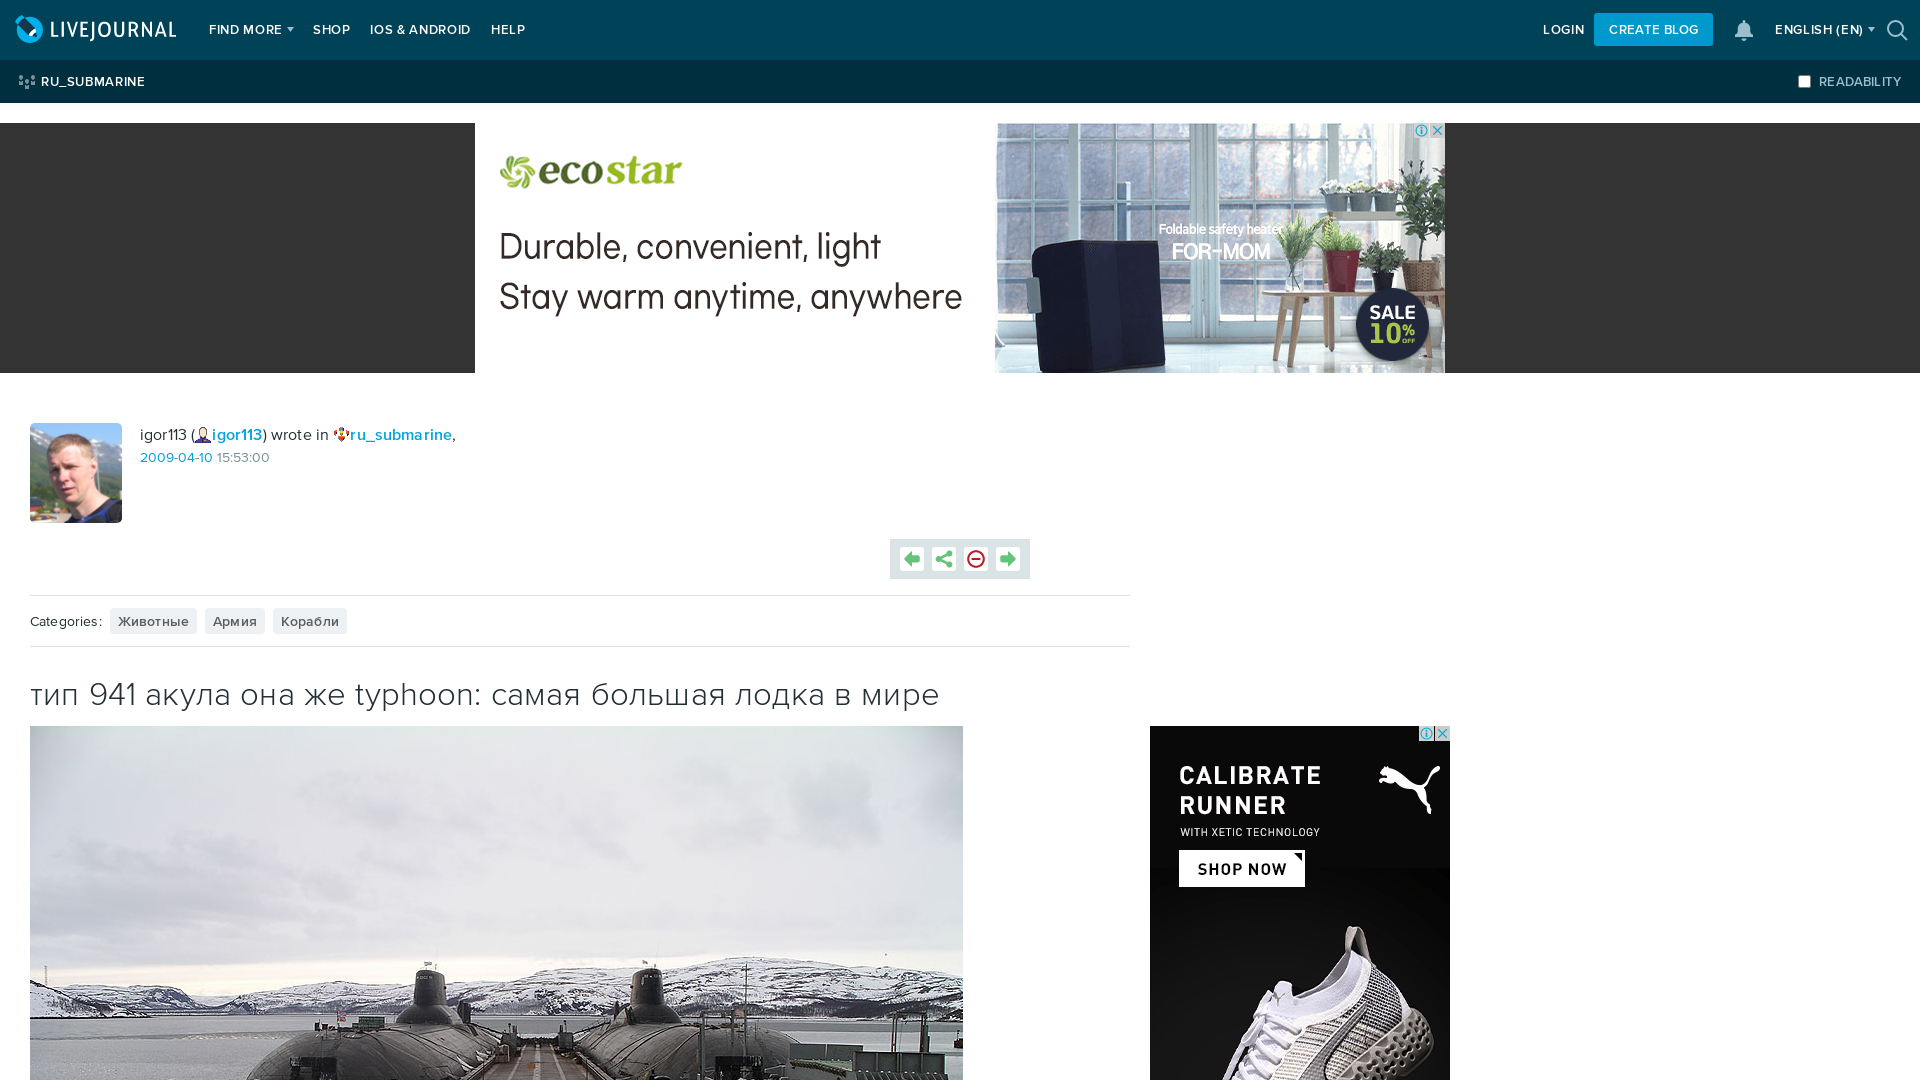 LIVEJOURNAL
FIND MORE
SHOP
IOS & ANDROID
HELP
LOGIN
CREATE BLOG
ENGLISH (EN)
RU_SUBMARINE
READABILITY
ecostar
Durable, convenient, light
Stay warm anytime, anywhere
Foldable safety heater
FOR-MOM
SALE
10% OFF
igor113 (igor113) wrote in ru_submarine,
2009-04-10 15:53:00
Categories: Животные Армия Корабли
тип 941 акула она же typhoon: самая большая лодка в мире
CALIBRATE
RUNNER
WITH XETIC TECHNOLOGY
SHOP NOW